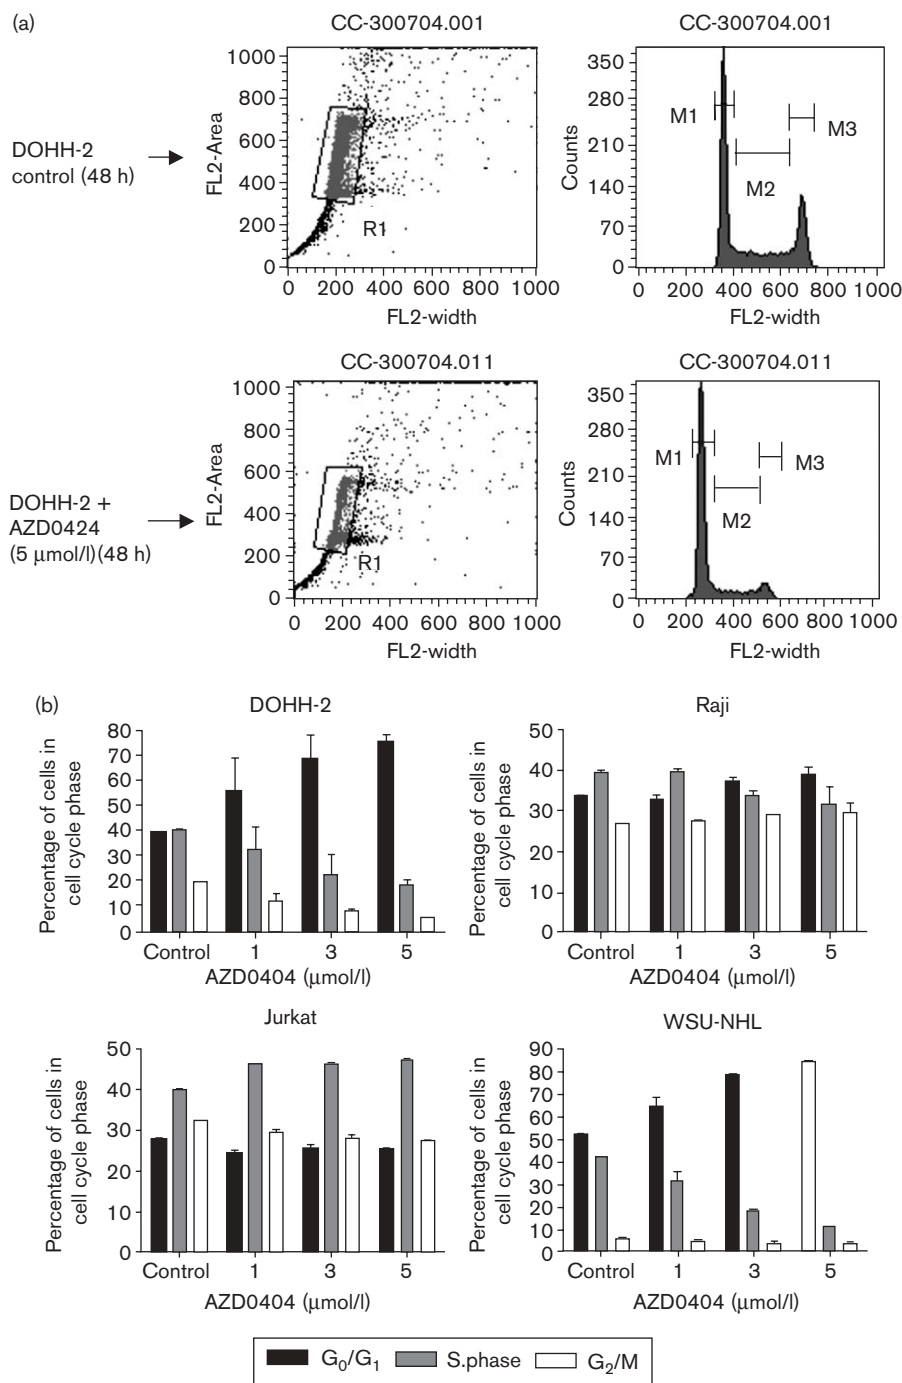 (a)
CC-300704.001
CC-300704.001
DOHH-2
control (48 h)
FL2-Area
1000
800
600
400
200
0
R1
0 200 400 600 800 1000
FL2-width
Counts
350
280
210
140
70
0
M1
M2
M3
0 200 400 600 800 1000
FL2-width
CC-300704.011
CC-300704.011
DOHH-2 +
AZD0424
(5 μmol/l)(48 h)
FL2-Area
1000
800
600
400
200
0
R1
0 200 400 600 800 1000
FL2-width
Counts
350
280
210
140
70
0
M1
M2
M3
0 200 400 600 800 1000
FL2-width
(b)
DOHH-2
Percentage of cells in
cell cycle phase
80
70
60
50
40
30
20
10
0
Control 1 3 5
AZD0404 (μmol/l)
Raji
Percentage of cells in
cell cycle phase
50
40
30
20
10
0
Control 1 3 5
AZD0404 (μmol/l)
Jurkat
Percentage of cells in
cell cycle phase
50
40
30
20
10
0
Control 1 3 5
AZD0404 (μmol/l)
WSU-NHL
Percentage of cells in
cell cycle phase
90
80
70
60
50
40
30
20
10
0
Control 1 3 5
AZD0404 (μmol/l)
G0/G1 S.phase G2/M